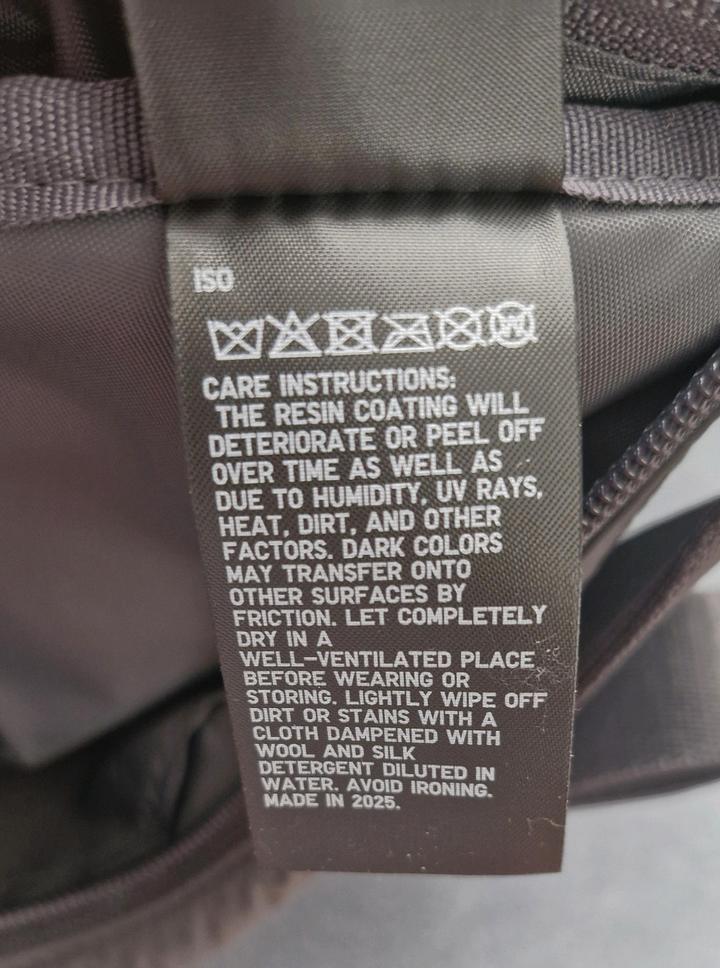 ISO
W
CARE INSTRUCTIONS:
THE RESIN COATING WILL
DETERIORATE OR PEEL OFF
OVER TIME AS WELL AS
DUE TO HUMIDITY, UV RAYS,
HEAT, DIRT, AND OTHER
FACTORS. DARK COLORS
MAY TRANSFER ONTO
OTHER SURFACES BY
FRICTION. LET COMPLETELY
DRY IN A
WELL-VENTILATED PLACE
BEFORE WEARING OR
STORING. LIGHTLY WIPE OFF
DIRT OR STAINS WITH A
CLOTH DAMPENED WITH
WOOL AND SILK
DETERGENT DILUTED IN
WATER. AVOID IRONING.
MADE IN 2025.